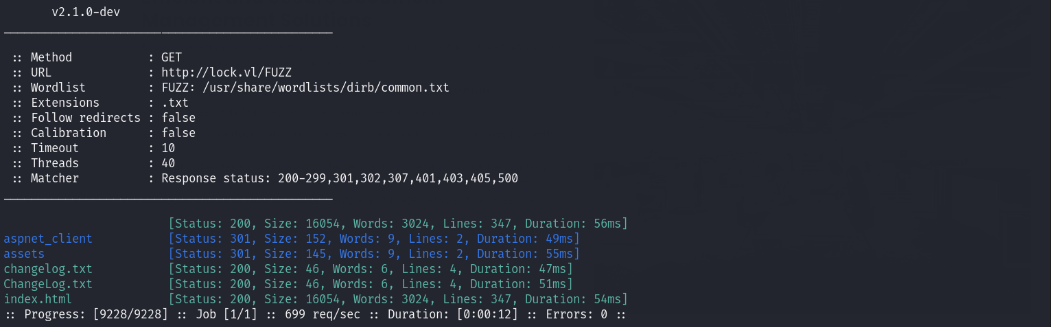 v2.1.0-dev
:: Method : GET
:: URL : http://lock.vl/FUZZ
:: Wordlist : FUZZ: /usr/share/wordlists/dirb/common.txt
:: Extensions : .txt
:: Follow redirects : false
:: Calibration : false
:: Timeout : 10
:: Threads : 40
:: Matcher : Response status: 200-299,301,302,307,401,403,405,500
[Status: 200, Size: 16054, Words: 3024, Lines: 347, Duration: 56ms]
aspnet_client [Status: 301, Size: 152, Words: 9, Lines: 2, Duration: 49ms]
assets [Status: 301, Size: 145, Words: 9, Lines: 2, Duration: 55ms]
changelog.txt [Status: 200, Size: 46, Words: 6, Lines: 4, Duration: 47ms]
ChangeLog.txt [Status: 200, Size: 46, Words: 6, Lines: 4, Duration: 51ms]
index.html [Status: 200, Size: 16054, Words: 3024, Lines: 347, Duration: 54ms]
:: Progress: [9228/9228] :: Job [1/1] :: 699 req/sec :: Duration: [0:00:12] :: Errors: 0 ::